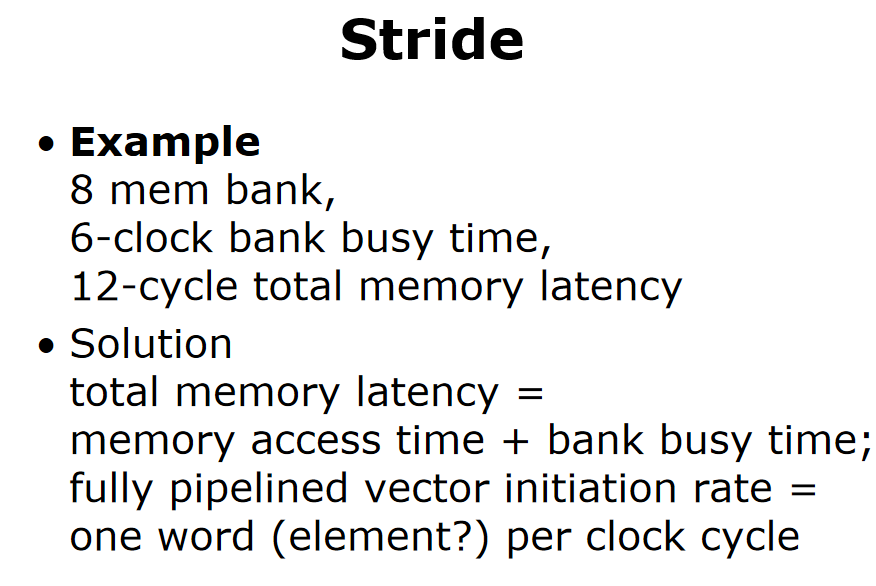 Stride
• Example
8 mem bank,
6-clock bank busy time,
12-cycle total memory latency
• Solution
total memory latency =
memory access time + bank busy time;
fully pipelined vector initiation rate =
one word (element?) per clock cycle